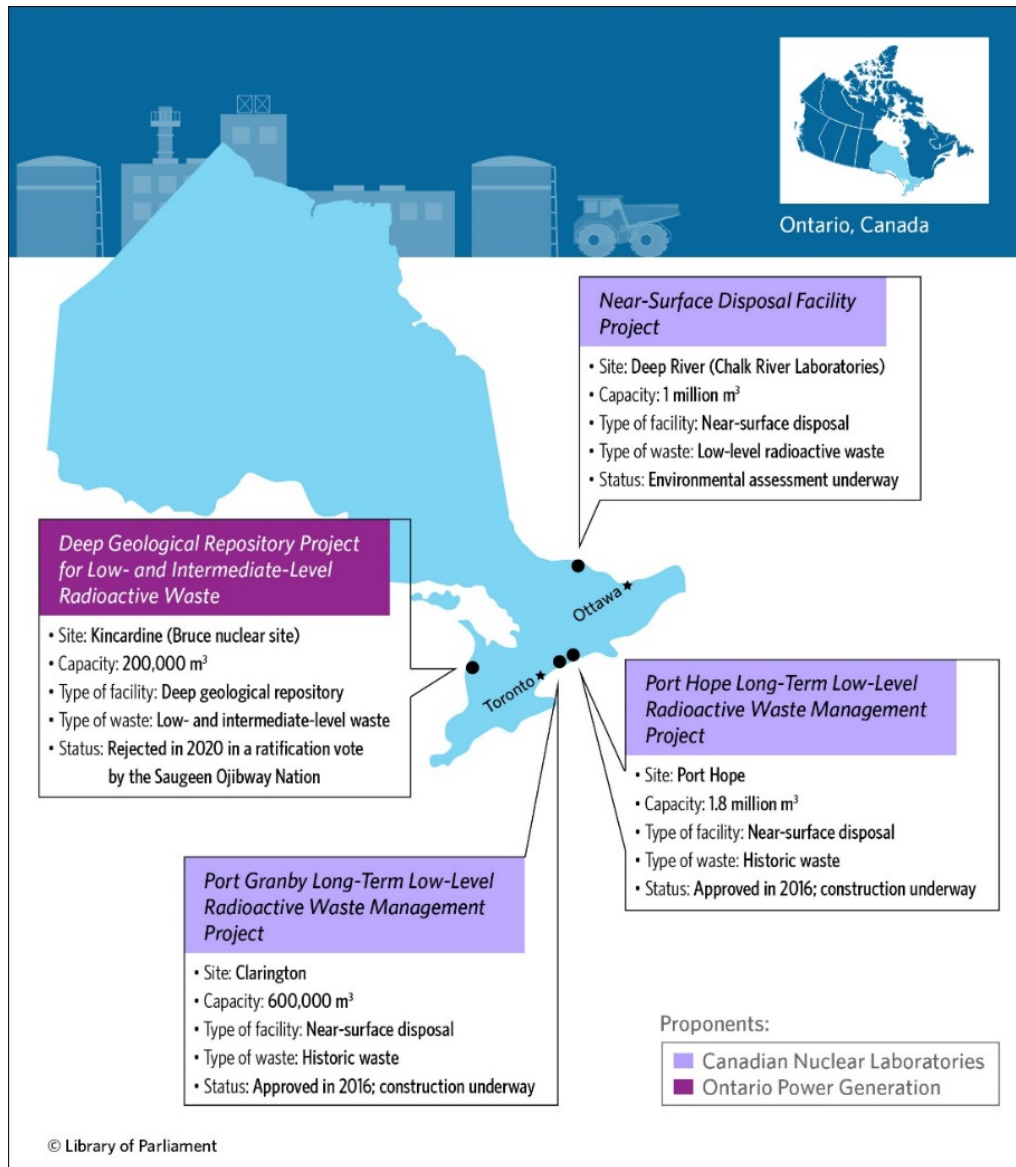 Ontario, Canada
Near-Surface Disposal Facility
Project
• Site: Deep River (Chalk River Laboratories)
• Capacity: 1 million m³
• Type of facility: Near-surface disposal
• Type of waste: Low-level radioactive waste
• Status: Environmental assessment underway
Deep Geological Repository Project
for Low- and Intermediate-Level
Radioactive Waste
• Site: Kincardine (Bruce nuclear site)
• Capacity: 200,000 m³
• Type of facility: Deep geological repository
• Type of waste: Low- and intermediate-level waste
• Status: Rejected in 2020 in a ratification vote
by the Saugeen Ojibway Nation
Ottawa
Toronto
Port Hope Long-Term Low-Level
Radioactive Waste Management
Project
• Site: Port Hope
• Capacity: 1.8 million m³
• Type of facility: Near-surface disposal
• Type of waste: Historic waste
• Status: Approved in 2016; construction underway
Port Granby Long-Term Low-Level
Radioactive Waste Management
Project
• Site: Clarington
• Capacity: 600,000 m³
• Type of facility: Near-surface disposal
• Type of waste: Historic waste
• Status: Approved in 2016; construction underway
Proponents:
Canadian Nuclear Laboratories
Ontario Power Generation
© Library of Parliament